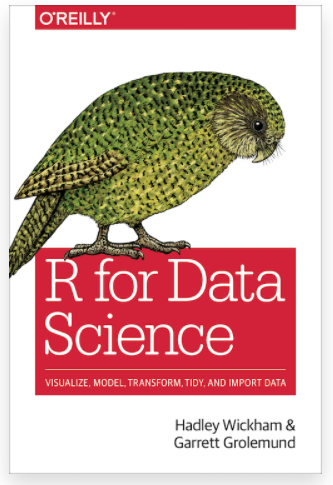 O'REILLY®
R for Data
Science
VISUALIZE, MODEL, TRANSFORM, TIDY, AND IMPORT DATA
Hadley Wickham &
Garrett Grolemund